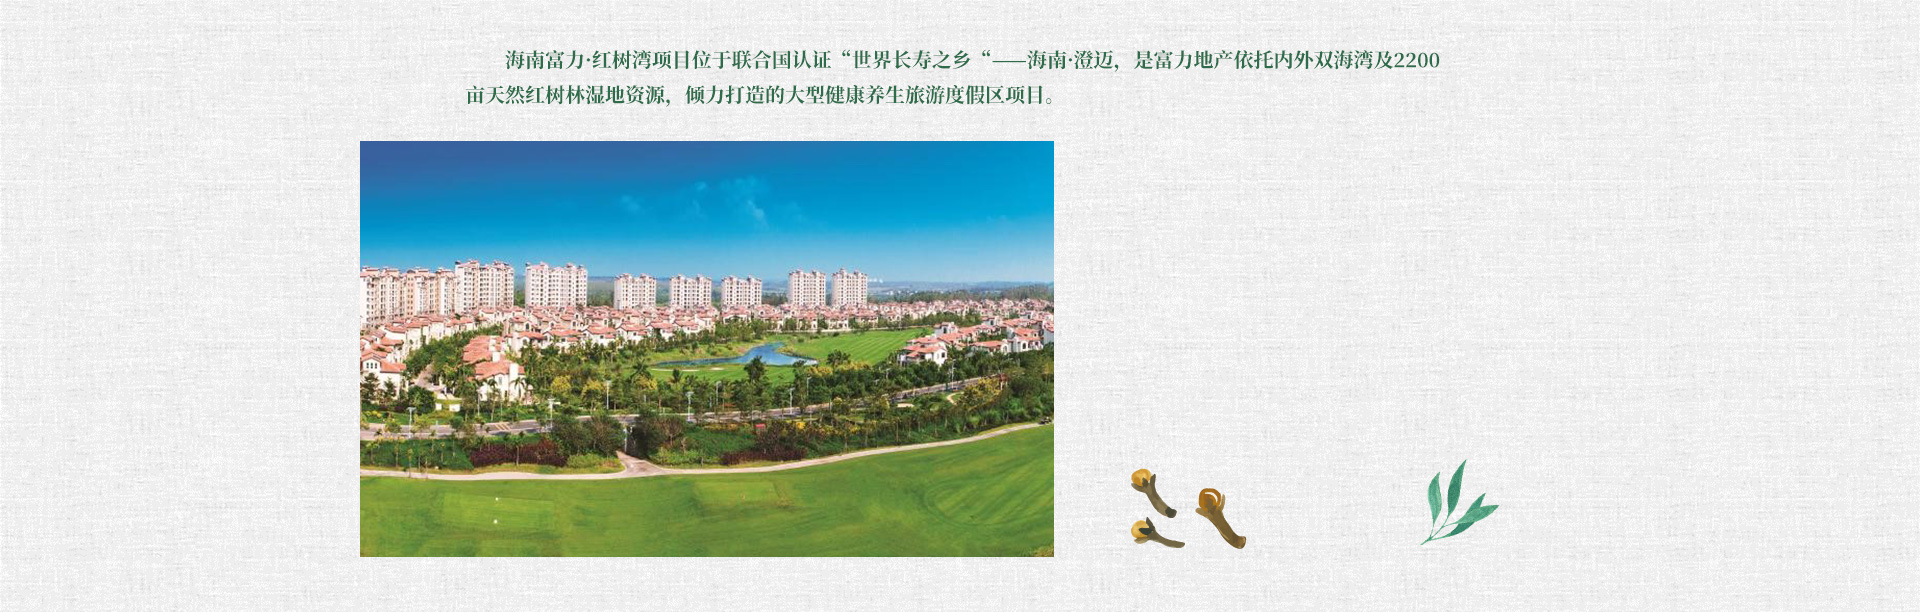 海南富力·红树湾项目位于联合国认证“世界长寿之乡“——海南·澄迈，是富力地产依托内外双海湾及2200
亩天然红树林湿地资源，倾力打造的大型健康养生旅游度假区项目。